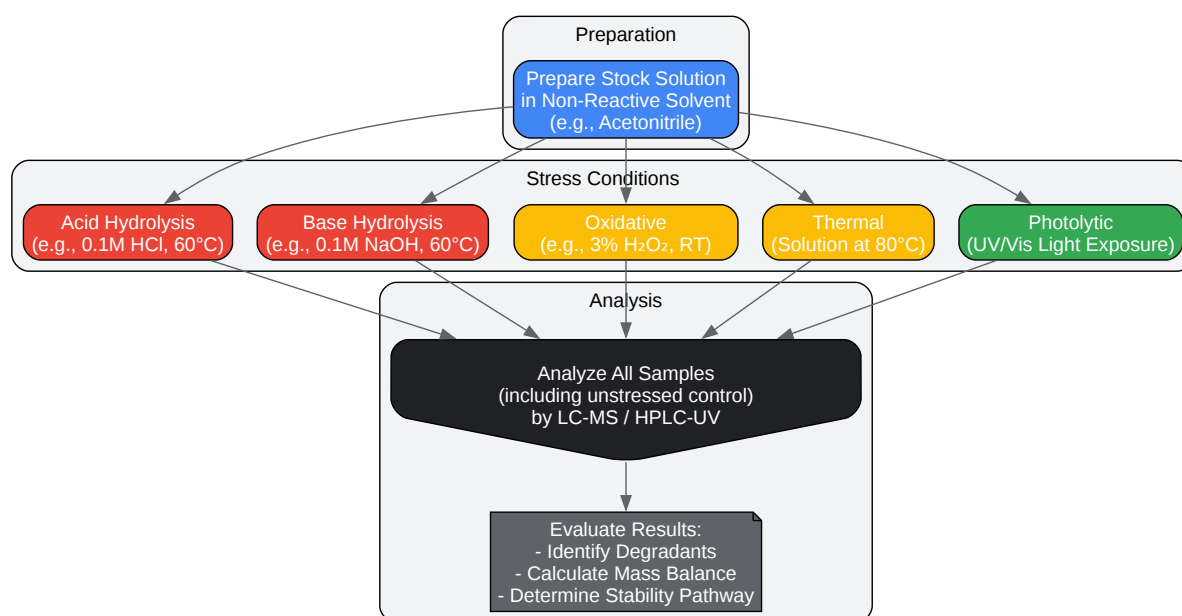 Preparation
Prepare Stock Solution
in Non-Reactive Solvent
(e.g., Acetonitrile)
Stress Conditions
Acid Hydrolysis
(e.g., 0.1M HCl, 60°C)
Base Hydrolysis
(e.g., 0.1M NaOH, 60°C)
Oxidative
(e.g., 3% H₂O₂, RT)
Thermal
(Solution at 80°C)
Photolytic
(UV/Vis Light Exposure)
Analysis
Analyze All Samples
(including unstressed control)
by LC-MS / HPLC-UV
Evaluate Results:
- Identify Degradants
- Calculate Mass Balance
- Determine Stability Pathway